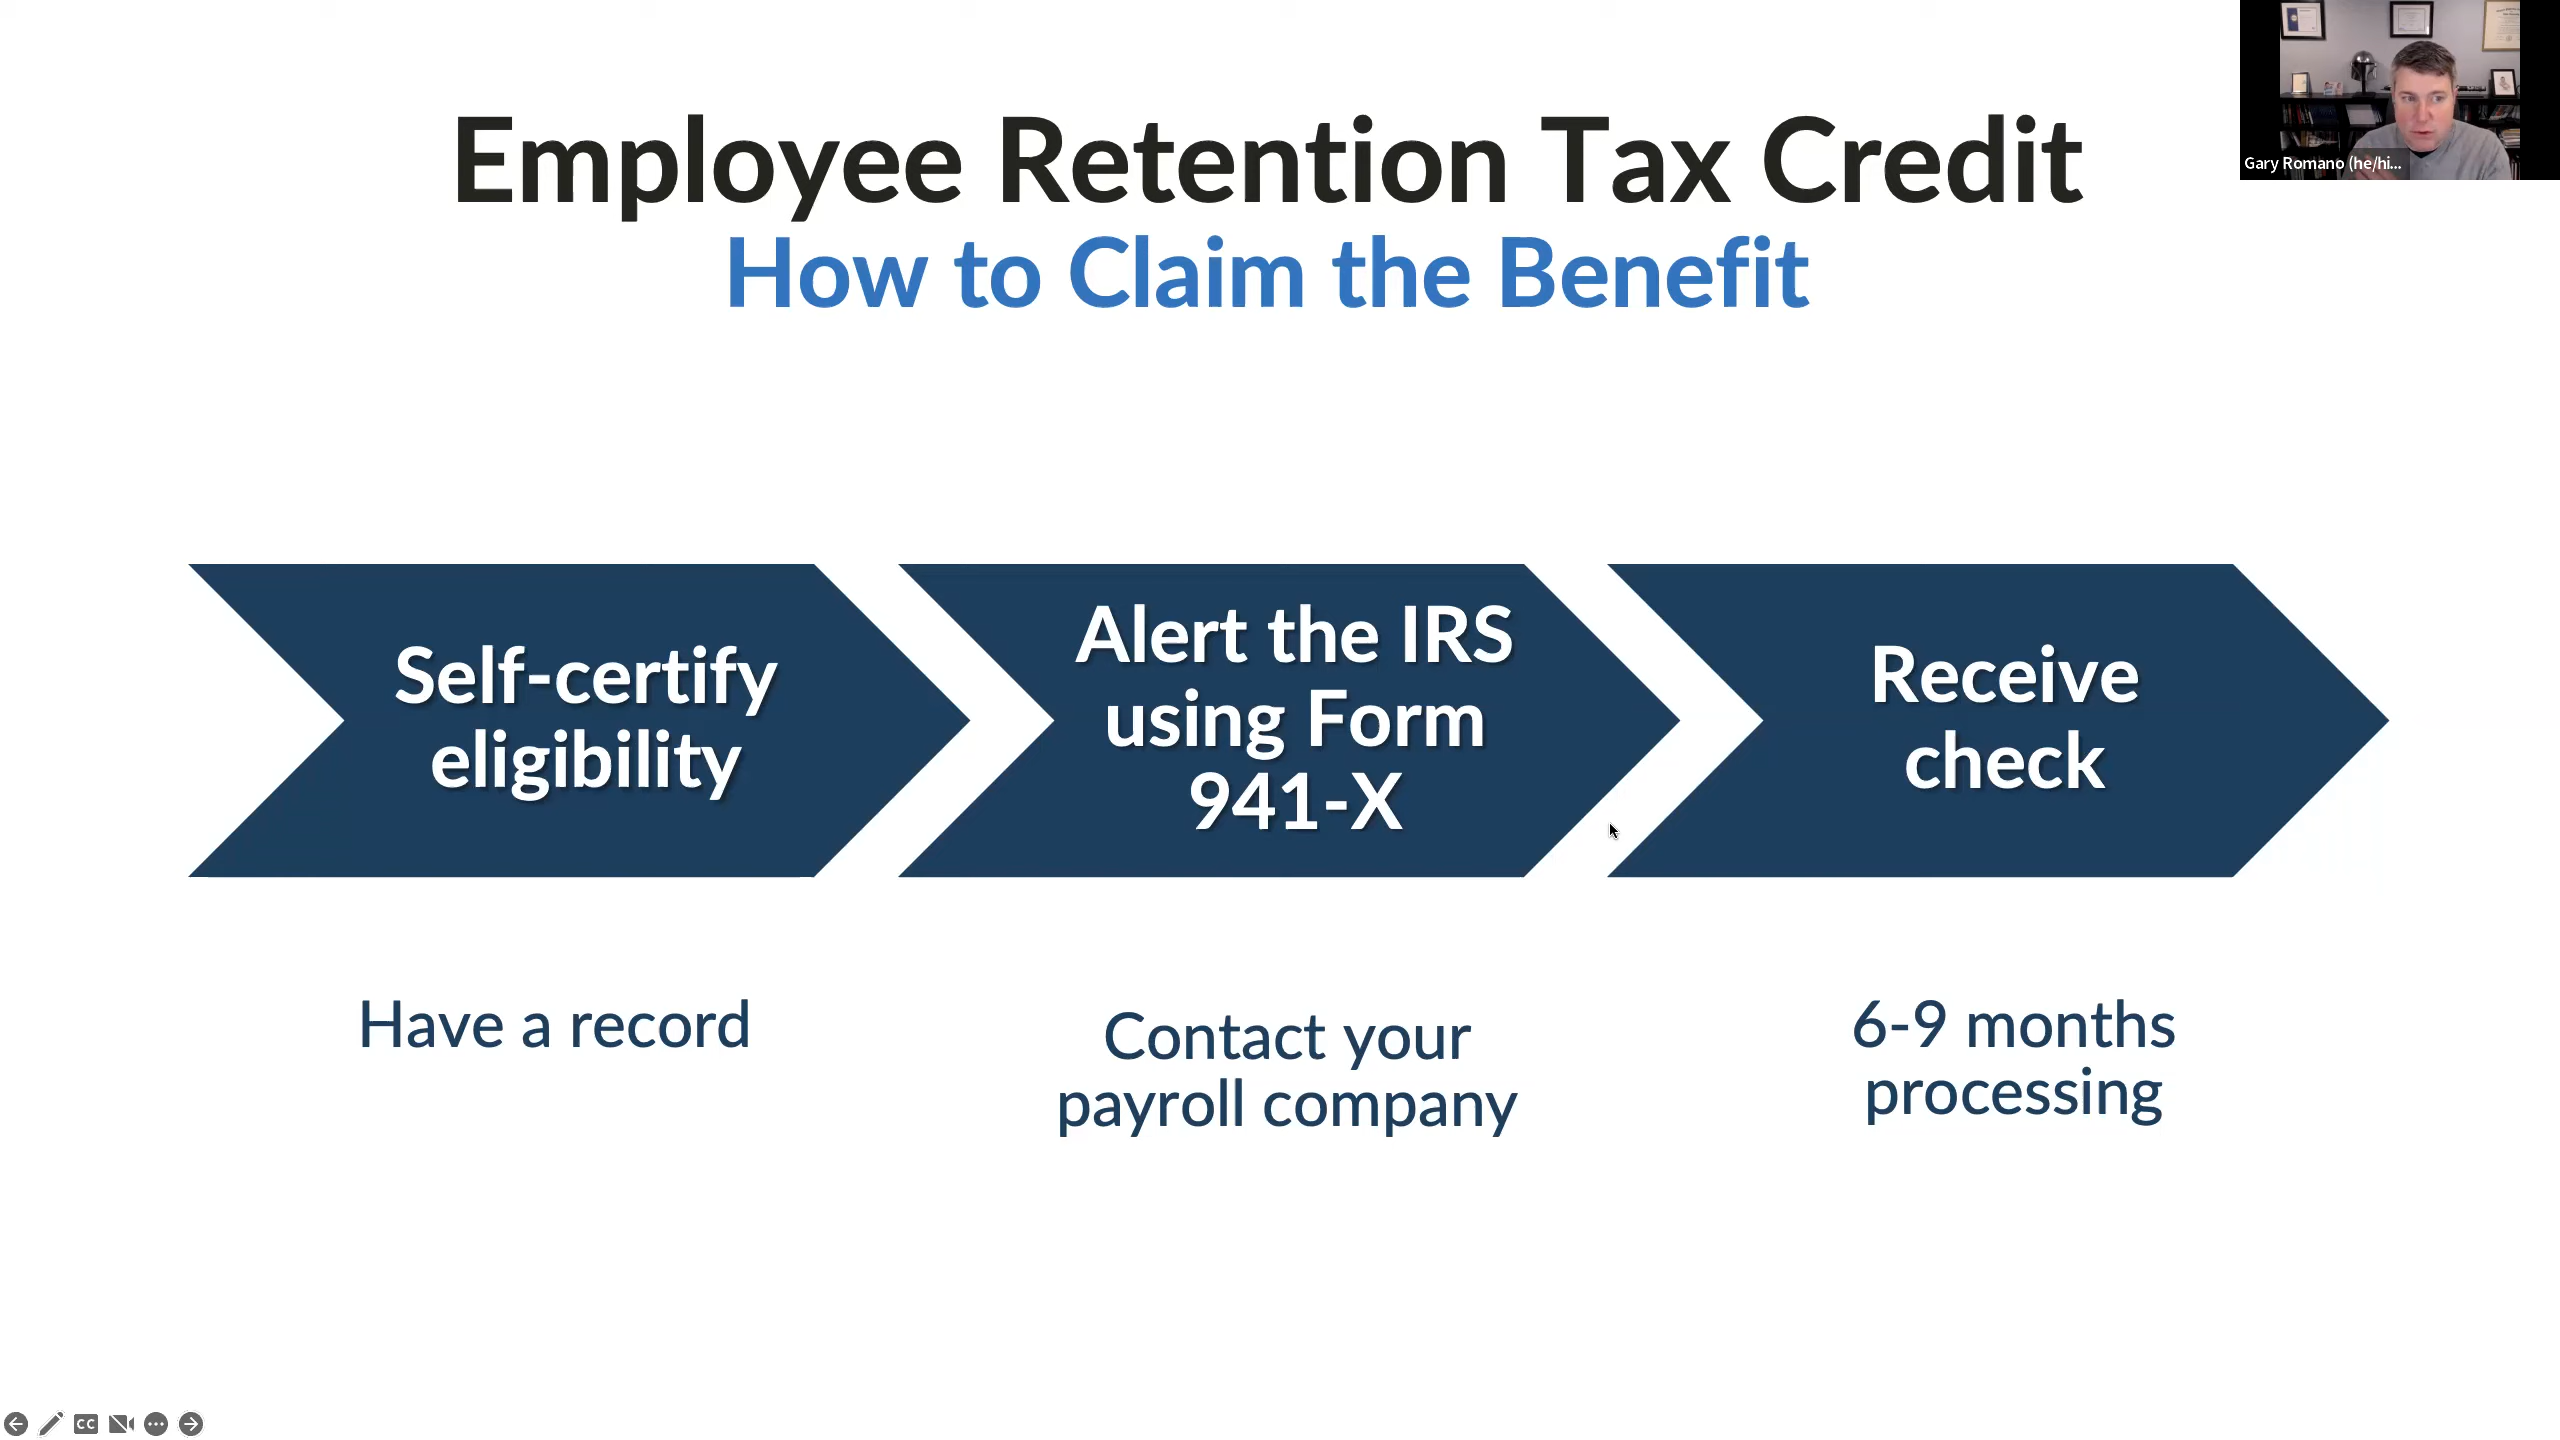 Employee Retention Tax Credit
How to Claim the Benefit
Gary Romano (he/hi...
Self-certify
eligibility
Alert the IRS
using Form
941-X
Receive
check
Have a record
Contact your
payroll company
6-9 months
processing
CC